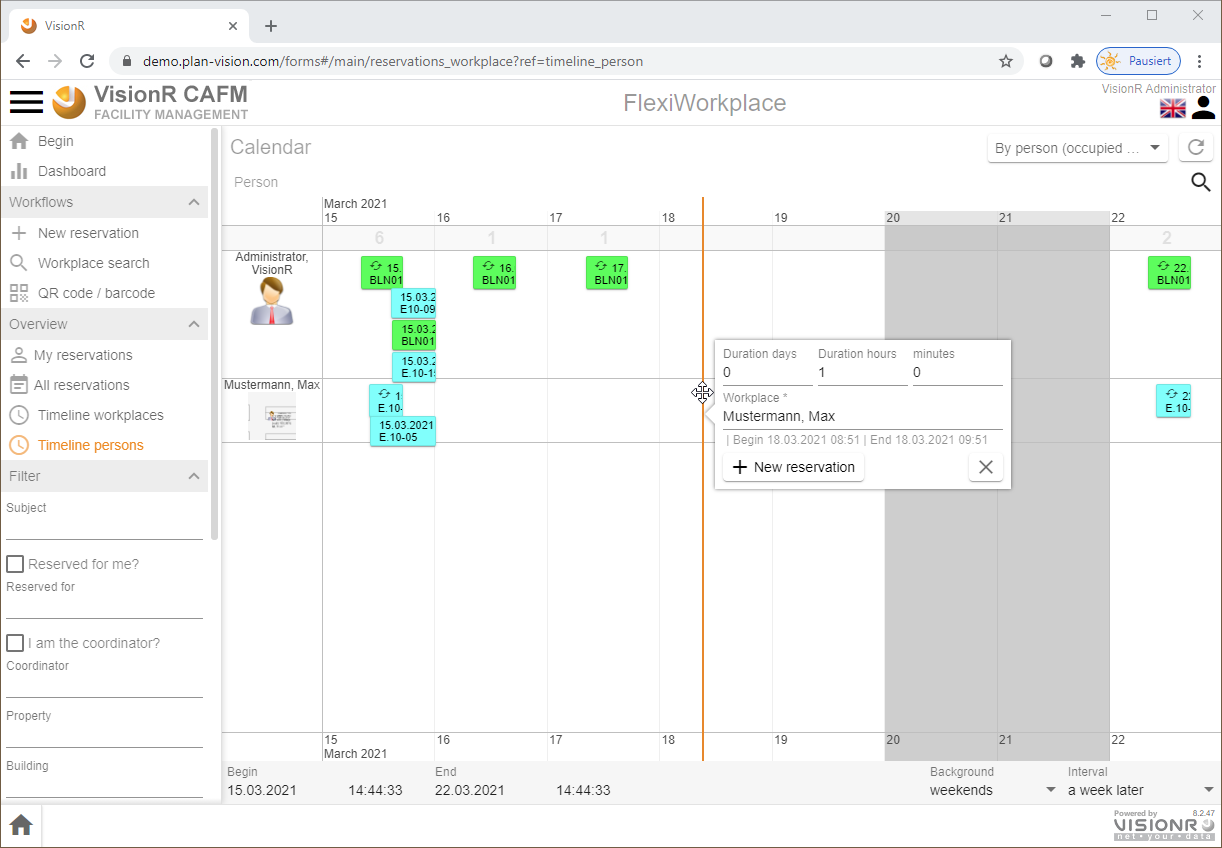 VisionR
demo.plan-vision.com/forms#/main/reservations_workplace?ref=timeline_person
Pausiert
VisionR CAFM
FACILITY MANAGEMENT
FlexiWorkplace
VisionR Administrator
Begin
Dashboard
Workflows
New reservation
Workplace search
QR code / barcode
Overview
My reservations
All reservations
Timeline workplaces
Timeline persons
Filter
Subject
Reserved for me?
Reserved for
I am the coordinator?
Coordinator
Property
Building
Calendar
By person (occupied ...
Person
March 2021
15 16 17 18 19 20 21 22
6 1 1 2
Administrator,
VisionR
15.
BLN01
16.
BLN01
17.
BLN01
22.
BLN01
15.03.2
E10-09
15.03.2
BLN01
15.03.2
E.10-1
Mustermann, Max
1
E.10-
15.03.2021
E.10-05
2
E.10-
Duration days
0
Duration hours
1
minutes
0
Workplace *
Mustermann, Max
| Begin 18.03.2021 08:51 | End 18.03.2021 09:51
New reservation
15 16 17 18 19 20 21 22
March 2021
Begin
15.03.2021 14:44:33
End
22.03.2021 14:44:33
Background
weekends
Interval
a week later
Powered by 8.2.47
VISIONR
net • your • data